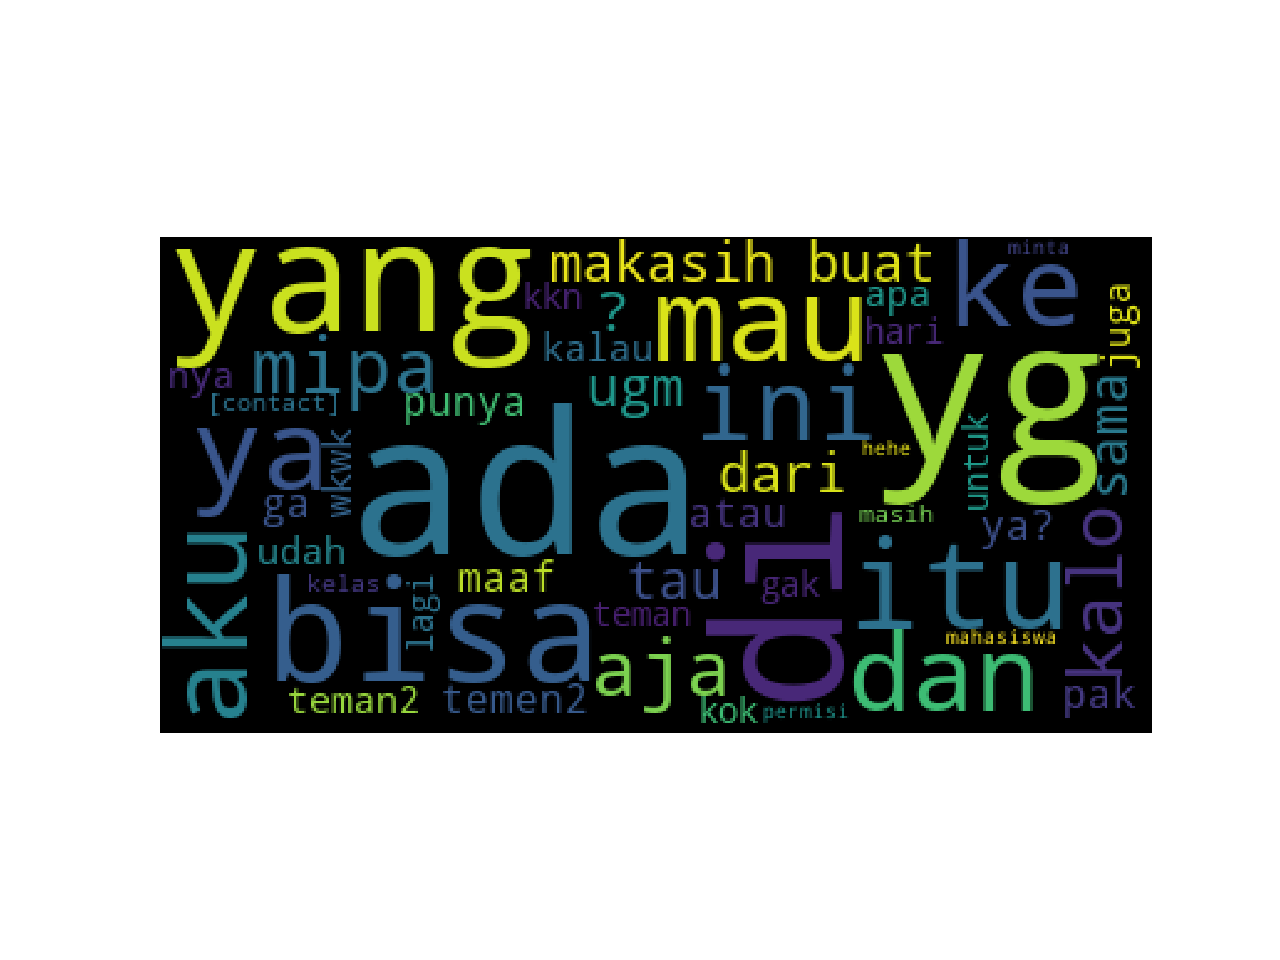 yang
makasih
buat
ke
minta
kkn
?
mau
apa
hari
juga
nya
mipa
kalau
[contact]
punya
ugm
ini
yg
sama
ya
wkwk
ada
dari
hehe
untuk
ga
atau
masih
ya?
kalo
aku
udah
kelas
bisa
lagi
maaf
tau
di
gak
itu
teman
mahasiswa
teman2
temen2
aja
kok
permisi
dan
pak